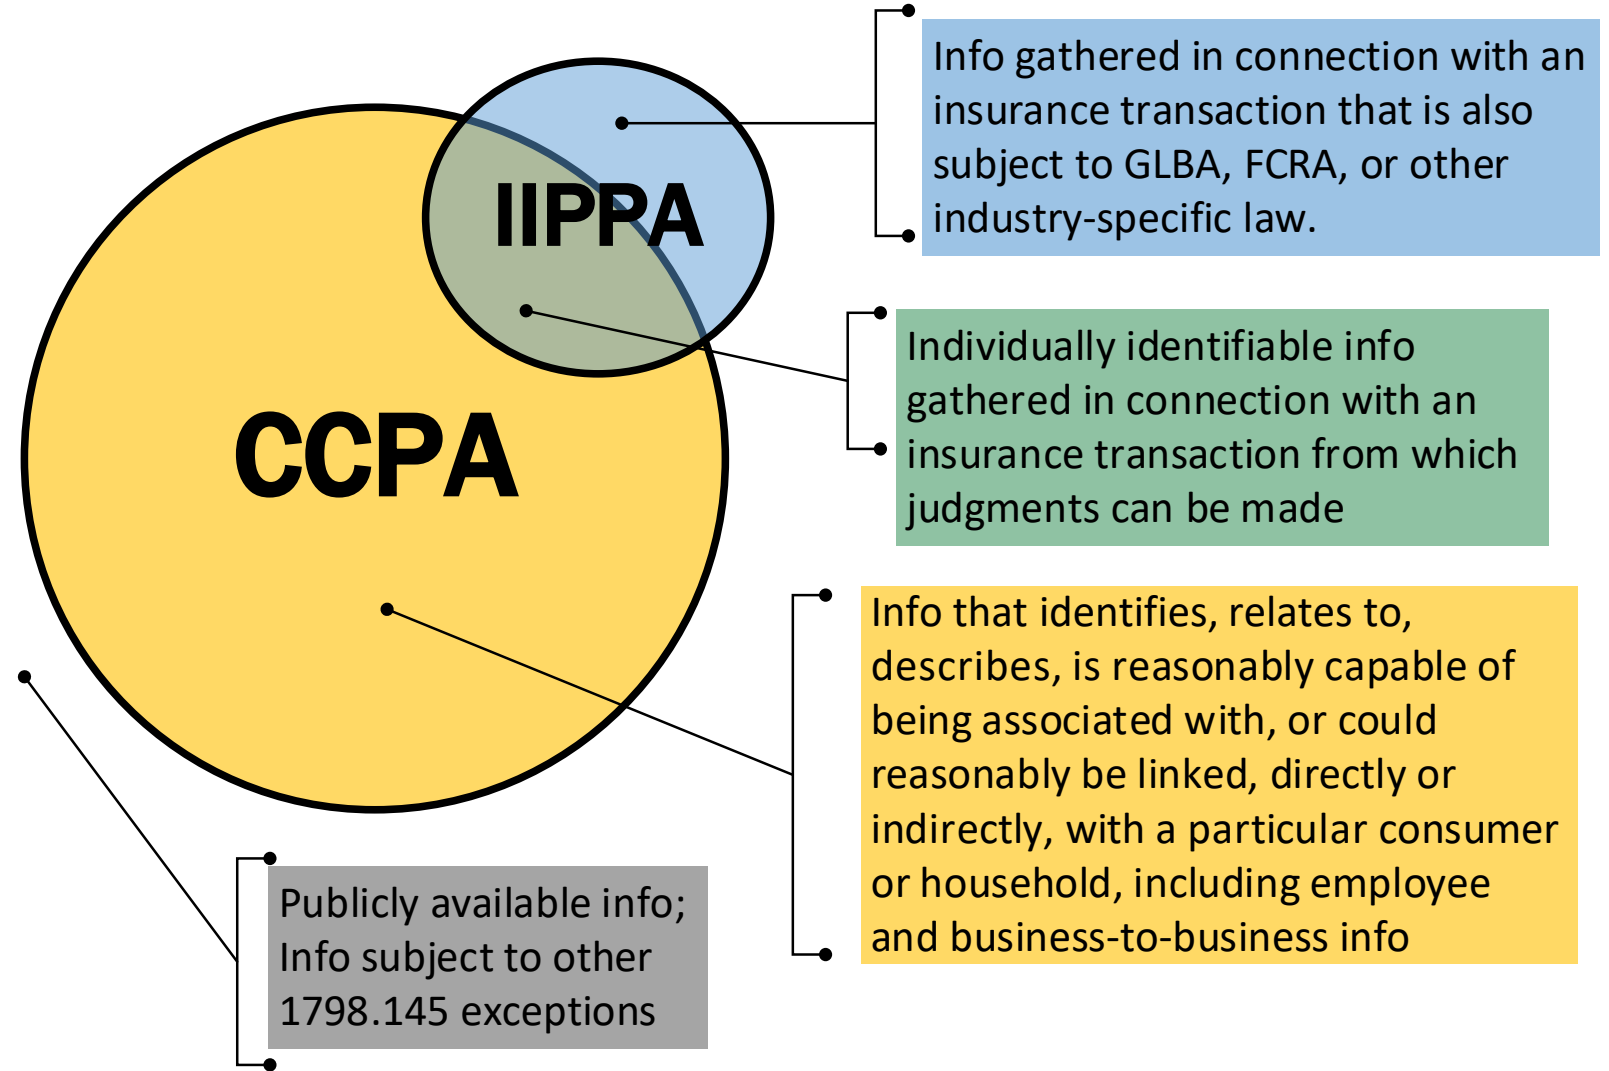 IIPPA
CCPA
Info gathered in connection with an
insurance transaction that is also
subject to GLBA, FCRA, or other
industry-specific law.
Individually identifiable info
gathered in connection with an
insurance transaction from which
judgments can be made
Info that identifies, relates to,
describes, is reasonably capable of
being associated with, or could
reasonably be linked, directly or
indirectly, with a particular consumer
or household, including employee
and business-to-business info
Publicly available info;
Info subject to other
1798.145 exceptions